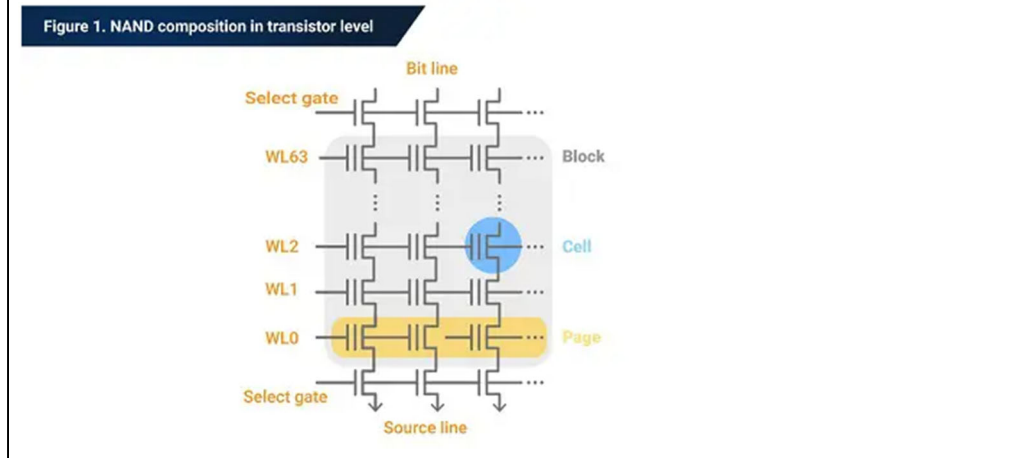 Figure 1. NAND composition in transistor level
Bit line
Select gate
WL63
Block
WL2
Cell
WL1
WL0
Page
Select gate
Source line